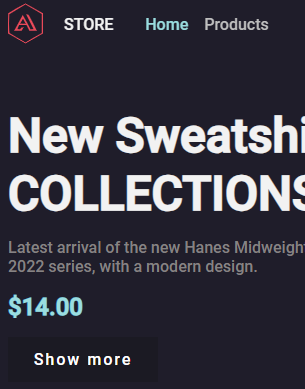 STORE Home Products
New Sweatshi
COLLECTIONS
Latest arrival of the new Hanes Midweigh
2022 series, with a modern design.
$14.00
Show more